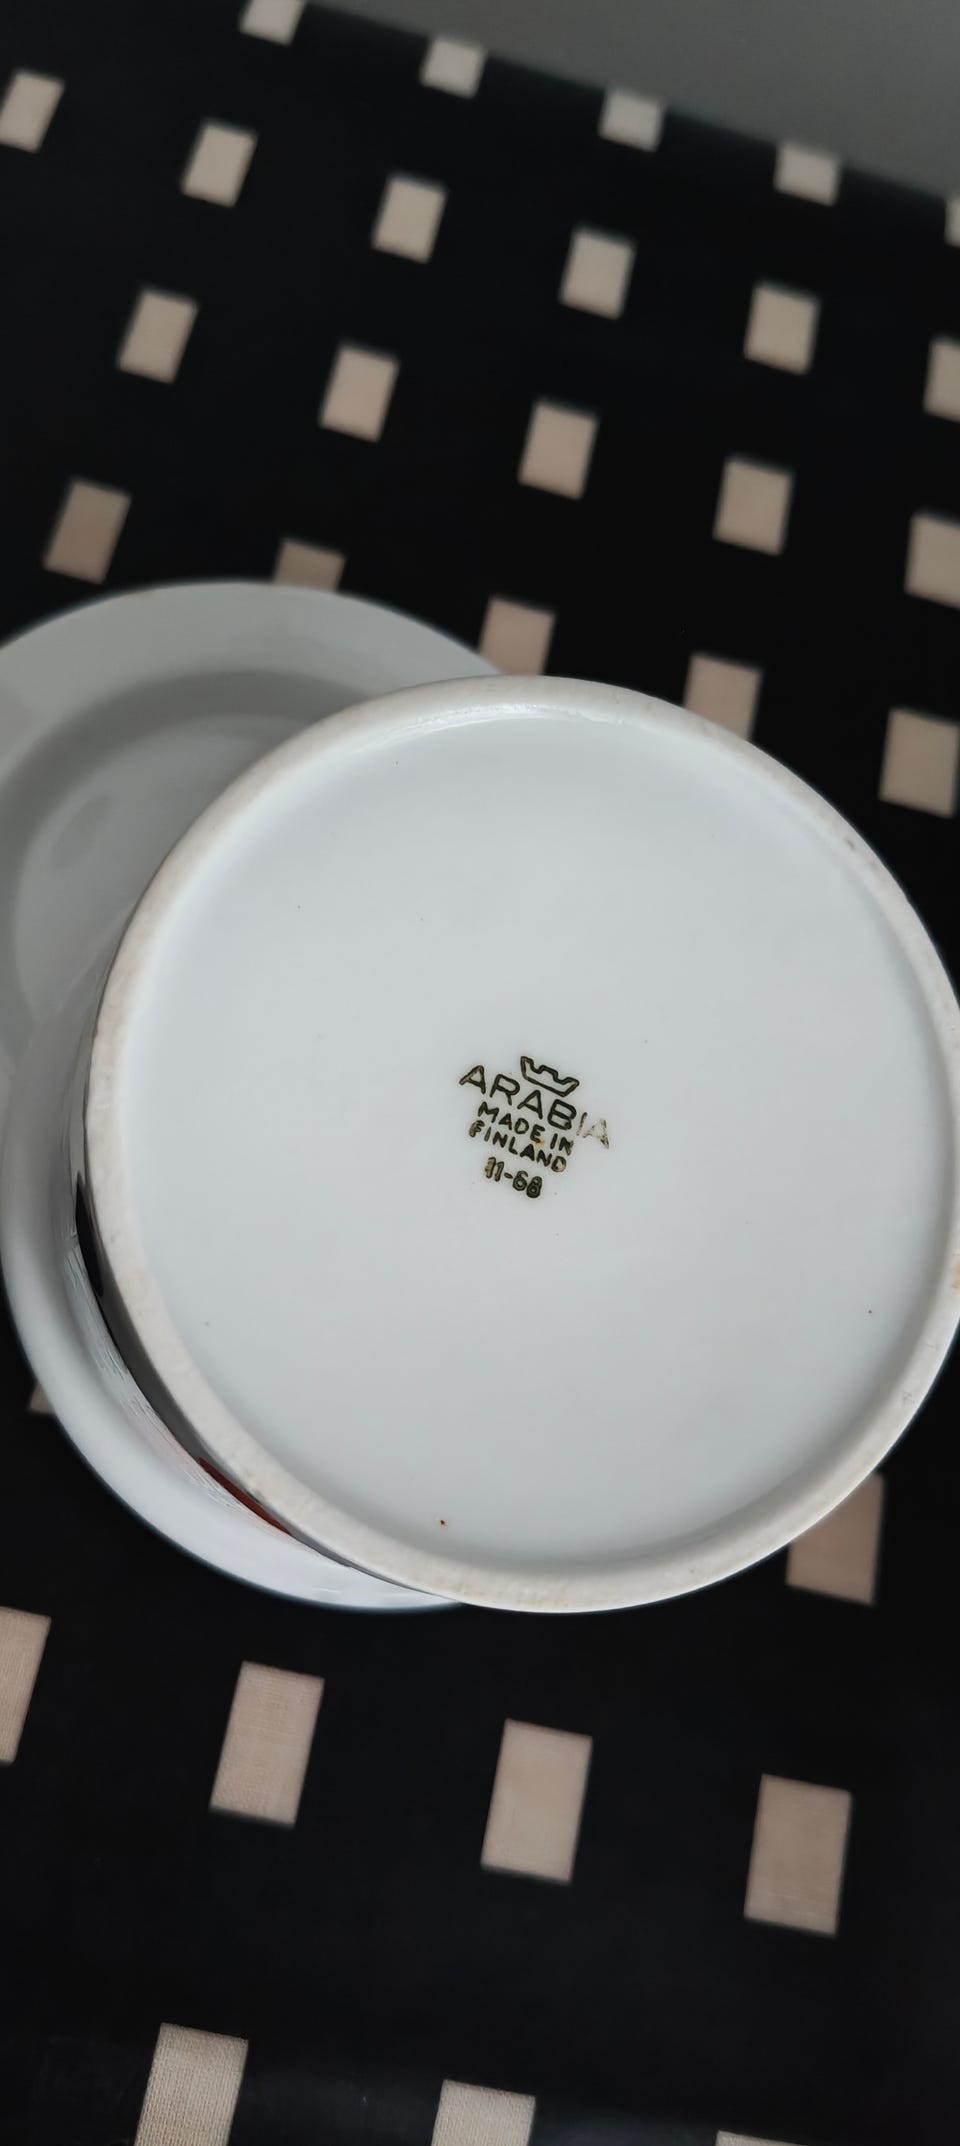 ARABIA
MADE IN
FINLAND
11-68